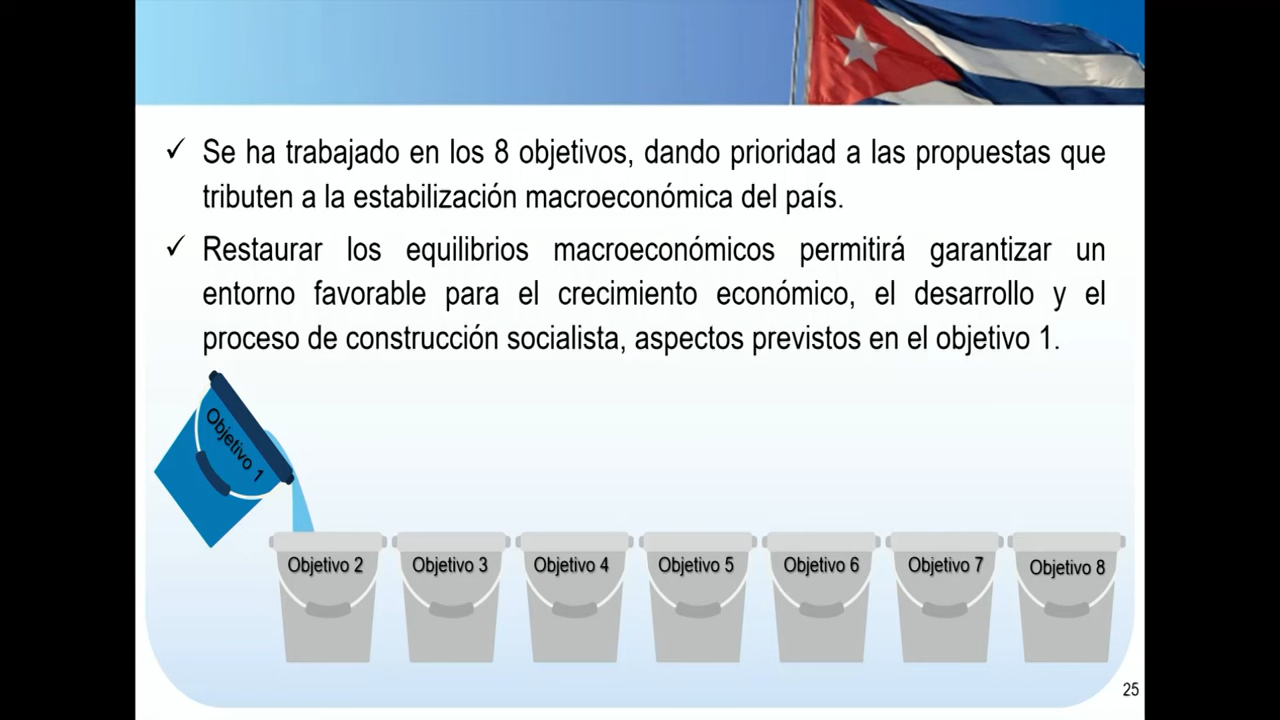 ✓ Se ha trabajado en los 8 objetivos, dando prioridad a las propuestas que
tributen a la estabilización macroeconómica del país.
✓ Restaurar los equilibrios macroeconómicos permitirá garantizar un
entorno favorable para el crecimiento económico, el desarrollo y el
proceso de construcción socialista, aspectos previstos en el objetivo 1.
Objetivo 1
Objetivo 2
Objetivo 3
Objetivo 4
Objetivo 5
Objetivo 6
Objetivo 7
Objetivo 8
25